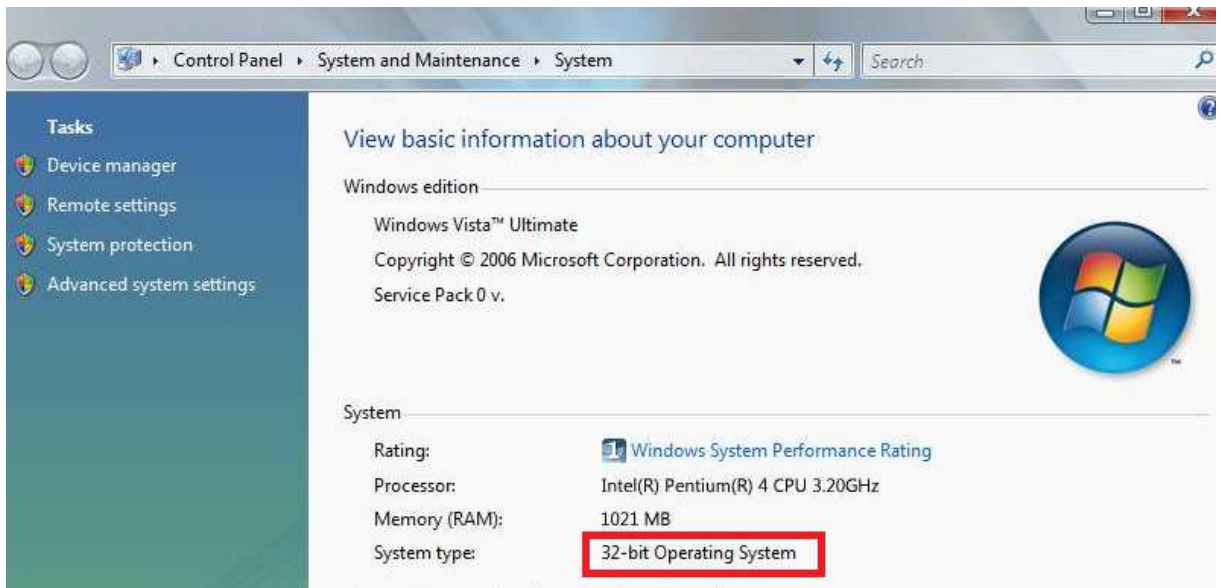 Control Panel System and Maintenance System Search
Tasks
Device manager
Remote settings
System protection
Advanced system settings
View basic information about your computer
Windows edition
Windows Vista™ Ultimate
Copyright © 2006 Microsoft Corporation. All rights reserved.
Service Pack 0 v.
System
Rating: 1 Windows System Performance Rating
Processor: Intel(R) Pentium(R) 4 CPU 3.20GHz
Memory (RAM): 1021 MB
System type: 32-bit Operating System